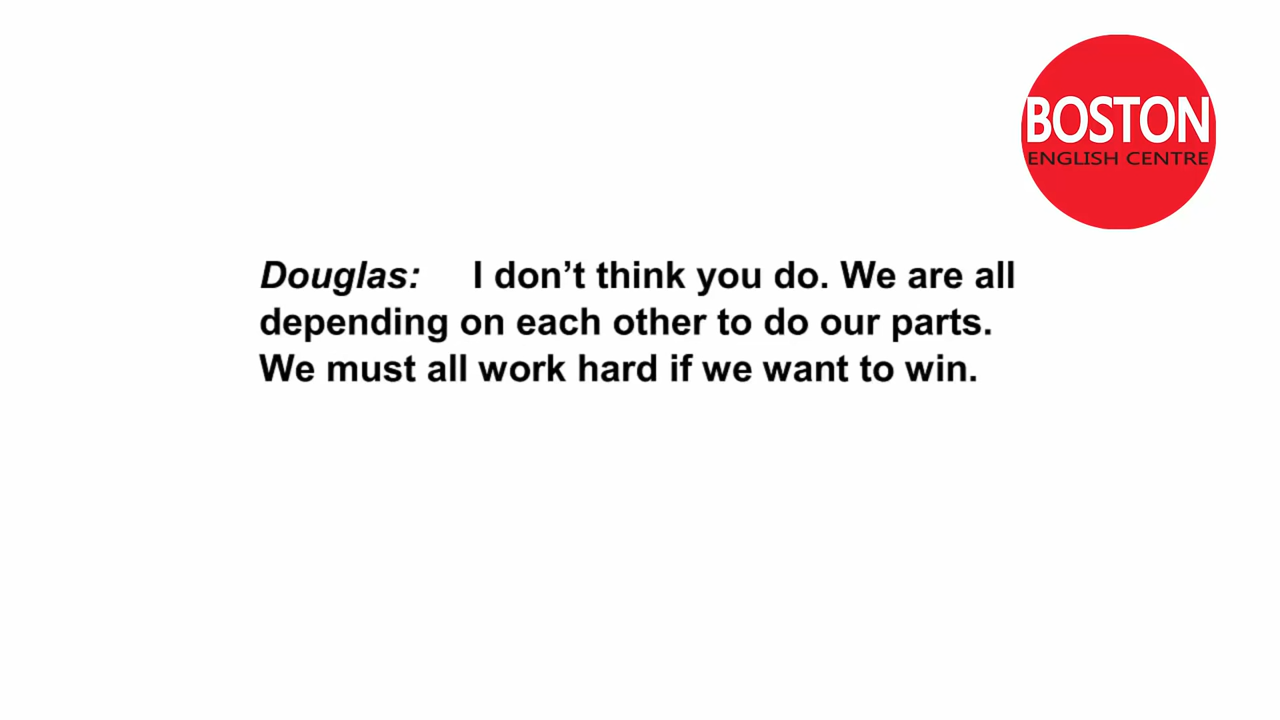 BOSTON
ENGLISH CENTRE
Douglas: I don’t think you do. We are all
depending on each other to do our parts.
We must all work hard if we want to win.